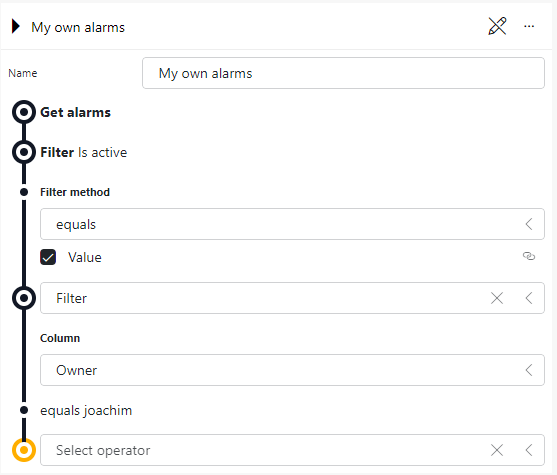 My own alarms
Name
My own alarms
Get alarms
Filter Is active
Filter method
equals
Value
Filter
Column
Owner
equals joachim
Select operator